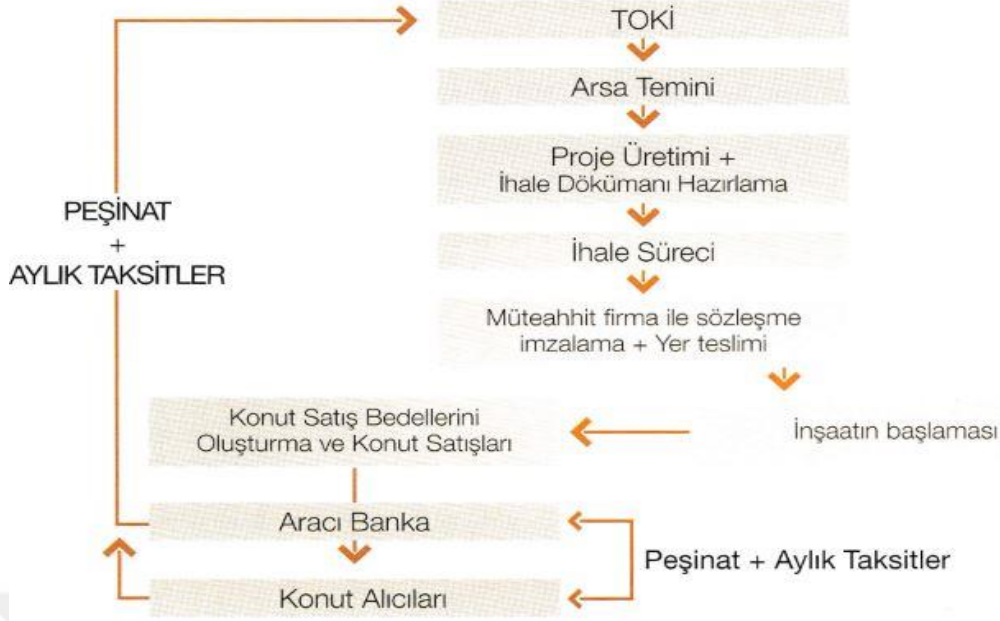 TOKİ
Arsa Temini
Proje Üretimi +
İhale Dökümanı Hazırlama
PEŞİNAT
+
AYLIK TAKSİTLER
İhale Süreci
Müteahhit firma ile sözleşme
imzalama + Yer teslimi
İnşaatın başlaması
Konut Satış Bedellerini
Oluşturma ve Konut Satışları
Aracı Banka
Peşinat + Aylık Taksitler
Konut Alıcıları